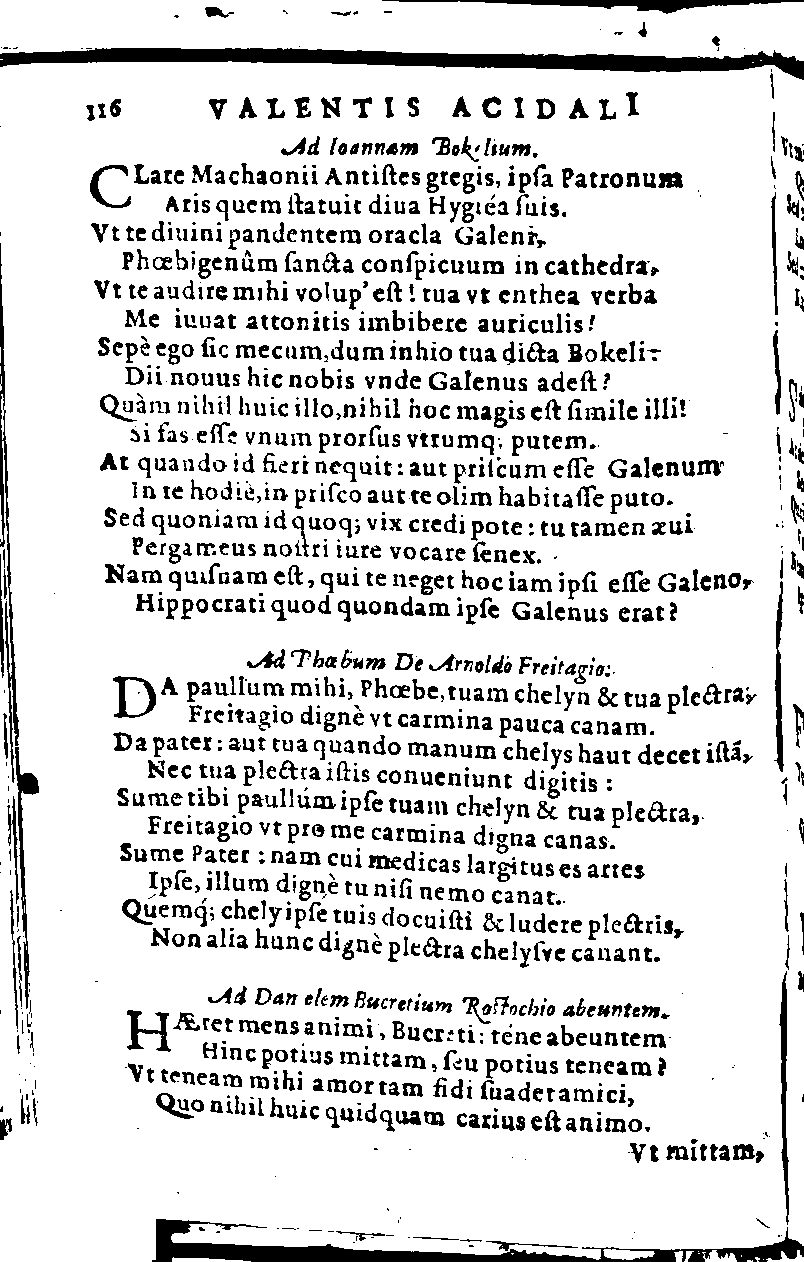 116 VALENTIS ACIDALI
Ad Ioannam Bokelium.
CLare Machaonii Antiſtes gregis, ipſa Patronum
Aris quem ſtatuit diua Hygiéa ſuis.
Vt te diuini pandentem oracla Galeni,
Phœbigenûm ſancta conſpicuum in cathedra,
Vt te audire mihi volup' eſt! tua vt enthea verba
Me iuuat attonitis imbibere auriculis!
Sepè ego ſic mecum, dum inhio tua dicta Bokeli:
Dii nouus hic nobis vnde Galenus adeſt?
Quàm nihil huic illo, nihil hoc magis eſt ſimile illi!
Si fas eſſe vnum prorſus vtrumq; putem.
At quando id fieri nequit: aut priſcum eſſe Galenum
In te hodiè, in priſco aut te olim habitaſſe puto.
Sed quoniam id quoq; vix credi pote: tu tamen æui
Pergameus noſtri iure vocare ſenex.
Nam quiſnam eſt, qui te neget hoc iam ipſi eſſe Galeno,
Hippocrati quod quondam ipſe Galenus erat?
Ad Phœbum De Arnoldo Freitagio.
DA paullum mihi, Phœbe, tuam chelyn & tua plectra,
Freitagio dignè vt carmina pauca canam.
Da pater: aut tua quando manum chelys haut decet iſtã,
Nec tua plectra iſtis conueniunt digitis:
Sume tibi paullúm ipſe tuam chelyn & tua plectra,
Freitagio vt pro me carmina digna canas.
Sume Pater: nam cui medicas largitus es artes
Ipſe, illum dignè tu niſi nemo canat.
Quemq́; chely ipſe tuis docuiſti & ludere plectris,
Non alia hunc dignè plectra chelyſve canant.
Ad Dan elem Bucretium Roſtochio abeuntem.
HÆret mens animi, Bucreti: téne abeuntem
Hinc potius mittam, ſeu potius teneam?
Vt teneam mihi amor tam fidi ſuadet amici,
Quo nihil huic quidquam carius eſt animo.
Vt mittam,